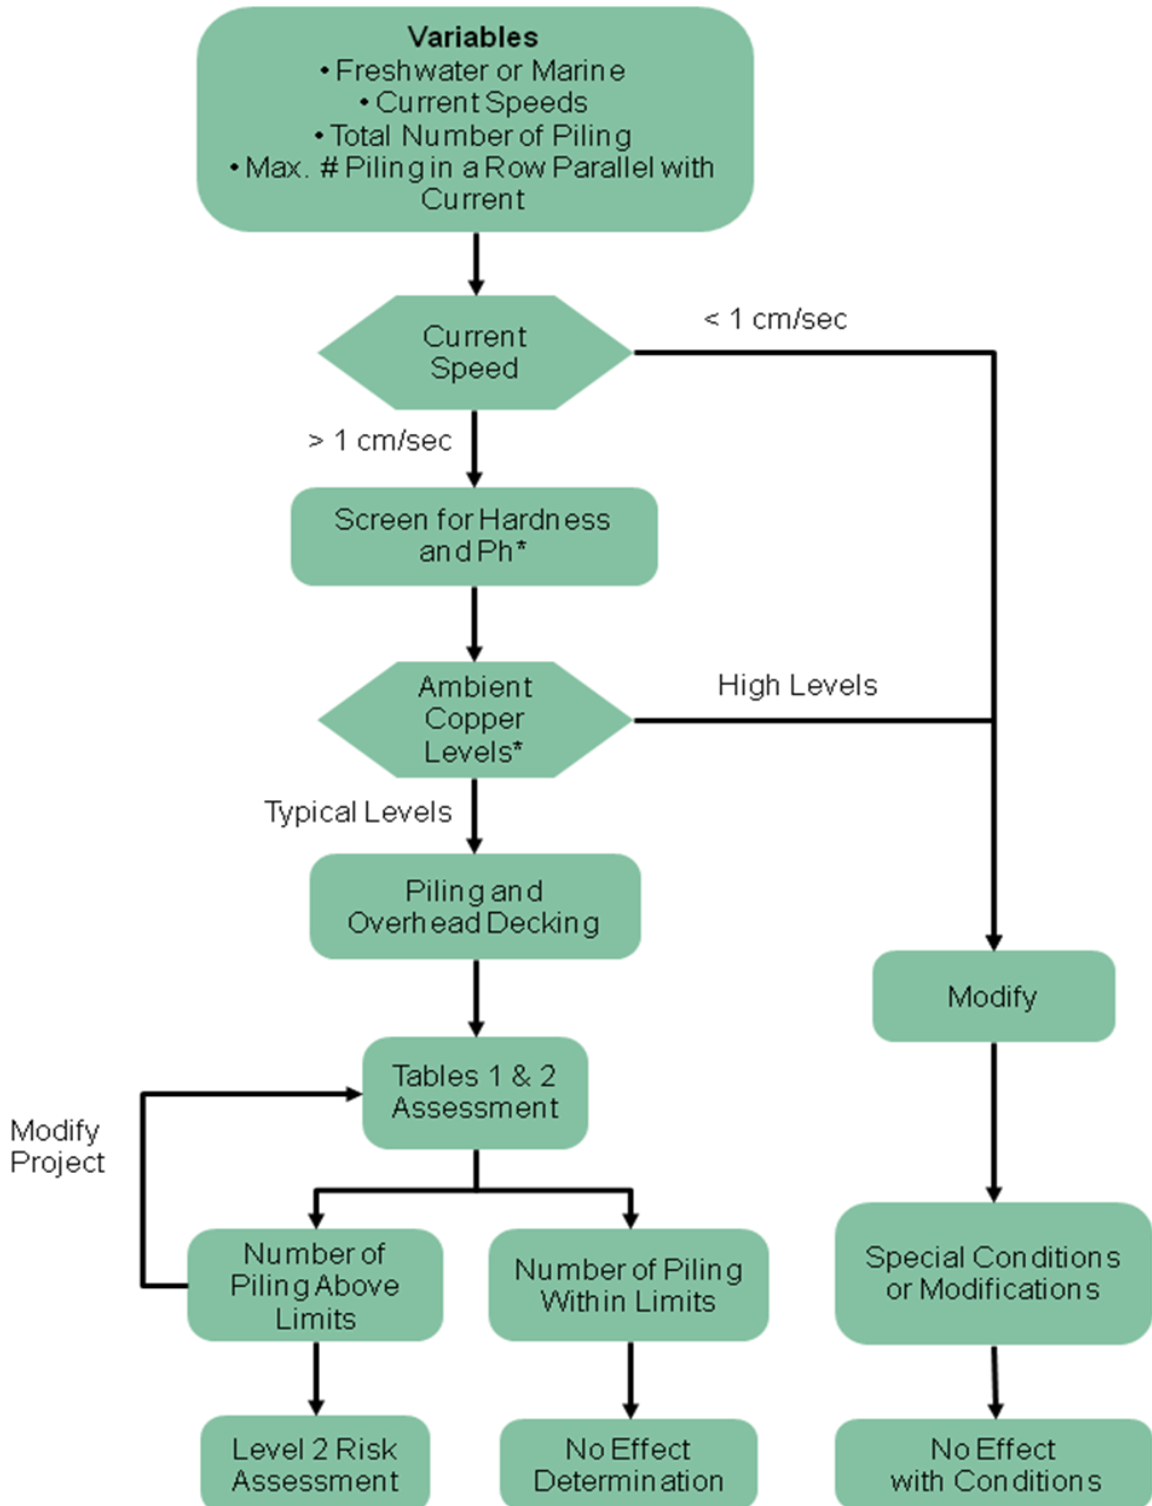 Variables
• Freshwater or Marine
• Current Speeds
• Total Number of Piling
• Max. # Piling in a Row Parallel with
Current
Current
Speed
< 1 cm/sec
> 1 cm/sec
Screen for Hardness
and Ph*
Ambient
Copper
Levels*
High Levels
Typical Levels
Piling and
Overhead Decking
Modify
Tables 1 & 2
Assessment
Modify
Project
Number of
Piling Above
Limits
Number of Piling
Within Limits
Special Conditions
or Modifications
Level 2 Risk
Assessment
No Effect
Determination
No Effect
with Conditions